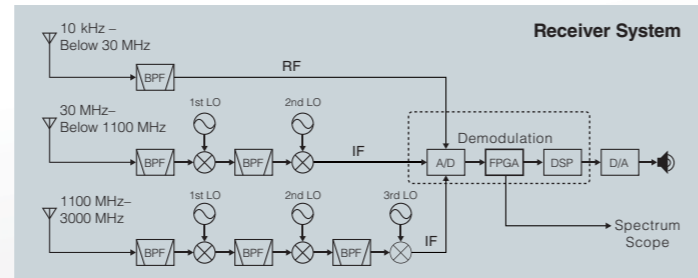 Receiver System
10 kHz–
Below 30 MHz
BPF
RF
30 MHz–
Below 1100 MHz
1st LO
2nd LO
BPF
BPF
IF
Demodulation
A/D
FPGA
DSP
D/A
1100 MHz–
3000 MHz
1st LO
2nd LO
3rd LO
BPF
BPF
BPF
IF
Spectrum
Scope